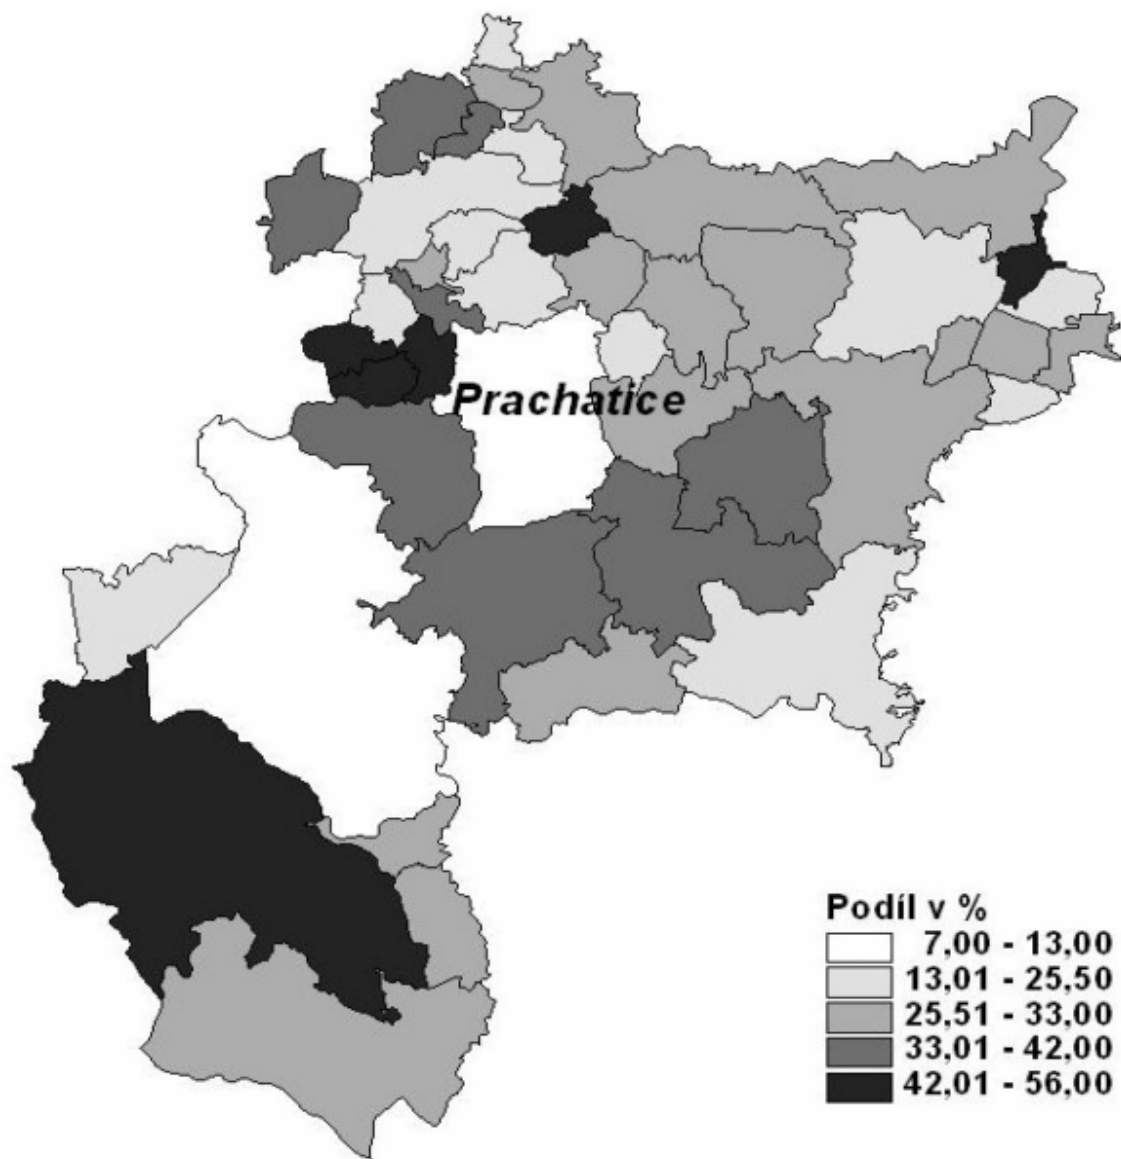 Prachatice
Podíl v %
7,00 - 13,00
13,01 - 25,50
25,51 - 33,00
33,01 - 42,00
42,01 - 56,00